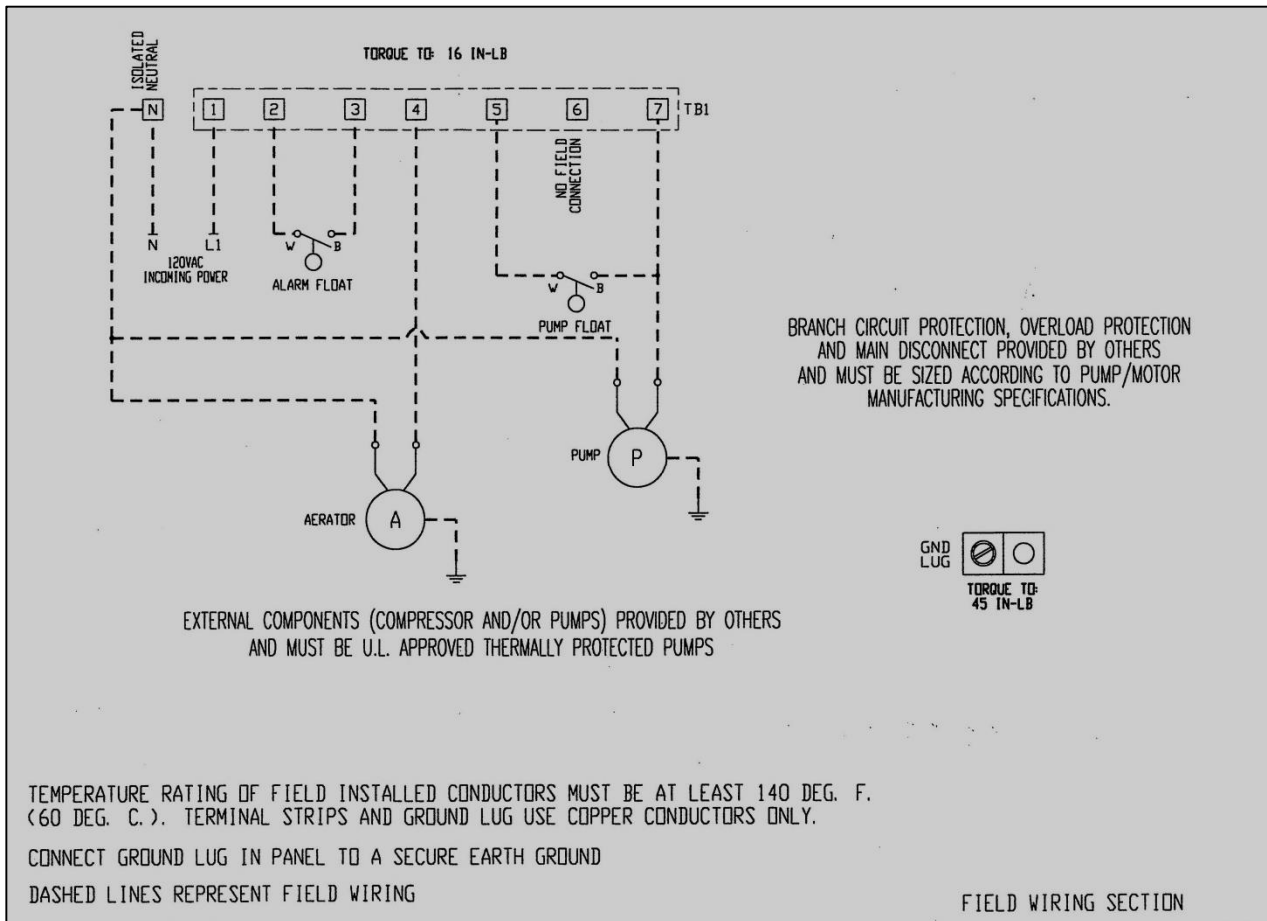 ISOLATED
NEUTRAL
TORQUE TO: 16 IN-LB
N 1 2 3 4 5 6 7 TB1
NO FIELD
CONNECTION
N L1
120VAC
INCOMING POWER
W B
ALARM FLOAT
W B
PUMP FLOAT
BRANCH CIRCUIT PROTECTION, OVERLOAD PROTECTION
AND MAIN DISCONNECT PROVIDED BY OTHERS
AND MUST BE SIZED ACCORDING TO PUMP/MOTOR
MANUFACTURING SPECIFICATIONS.
PUMP P
AERATOR A
GND
LUG
TORQUE TO:
45 IN-LB
EXTERNAL COMPONENTS (COMPRESSOR AND/OR PUMPS) PROVIDED BY OTHERS
AND MUST BE U.L. APPROVED THERMALLY PROTECTED PUMPS
TEMPERATURE RATING OF FIELD INSTALLED CONDUCTORS MUST BE AT LEAST 140 DEG. F.
(60 DEG. C.). TERMINAL STRIPS AND GROUND LUG USE COPPER CONDUCTORS ONLY.
CONNECT GROUND LUG IN PANEL TO A SECURE EARTH GROUND
DASHED LINES REPRESENT FIELD WIRING
FIELD WIRING SECTION